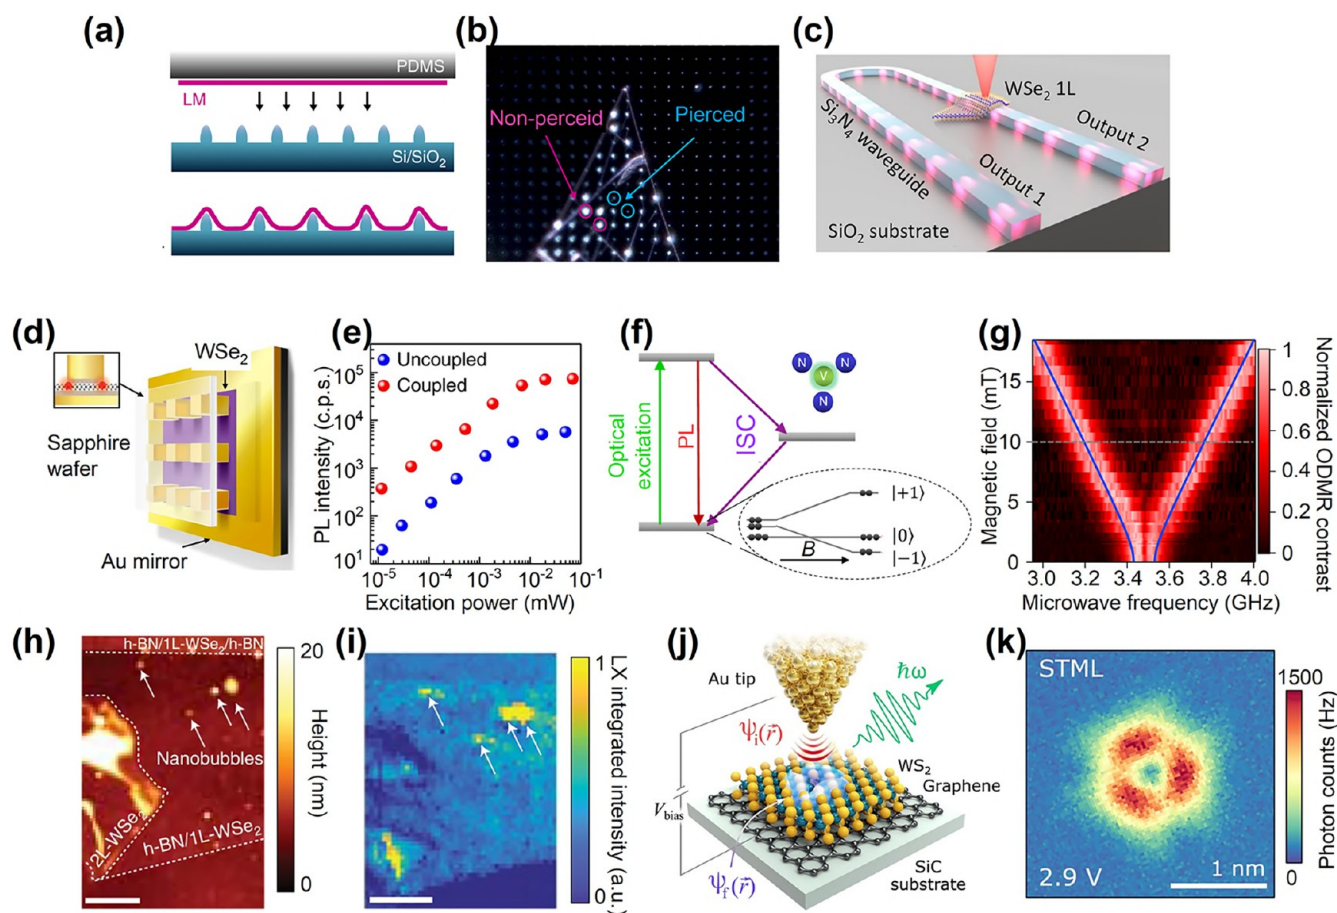 (a)
PDMS
LM
Si/SiO2
(b)
Non-perceid
Pierced
(c)
WSe2 1L
Si3N4 waveguide
Output 2
Output 1
SiO2 substrate
(d)
WSe2
Sapphire
wafer
Au mirror
(e)
Uncoupled
Coupled
PL intensity (c.p.s.)
10^5
10^4
10^3
10^2
10^1
10^-5
10^-4
10^-3
10^-2
10^-1
Excitation power (mW)
(f)
Optical
excitation
PL
ISC
N
N
V
N
|+1⟩
|0⟩
|−1⟩
B
(g)
Magnetic field (mT)
15
10
5
0
3.0
3.2
3.4
3.6
3.8
4.0
Microwave frequency (GHz)
1
0.8
0.6
0.4
0.2
0
Normalized ODMR contrast
(h)
h-BN/1L-WSe2/h-BN
Nanobubbles
2L-WSe2
h-BN/1L-WSe2
20
0
Height (nm)
(i)
1
0
LX integrated intensity (a.u.)
(j)
Au tip
ħω
ψi(r⃗)
WS2
Graphene
Vbias
ψf(r⃗)
SiC
substrate
(k)
STML
2.9 V
1 nm
1500
0
Photon counts (Hz)